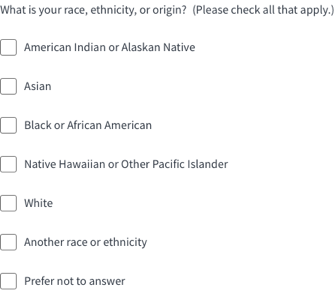 What is your race, ethnicity, or origin?  (Please check all that apply.)
American Indian or Alaskan Native
Asian
Black or African American
Native Hawaiian or Other Pacific Islander
White
Another race or ethnicity
Prefer not to answer